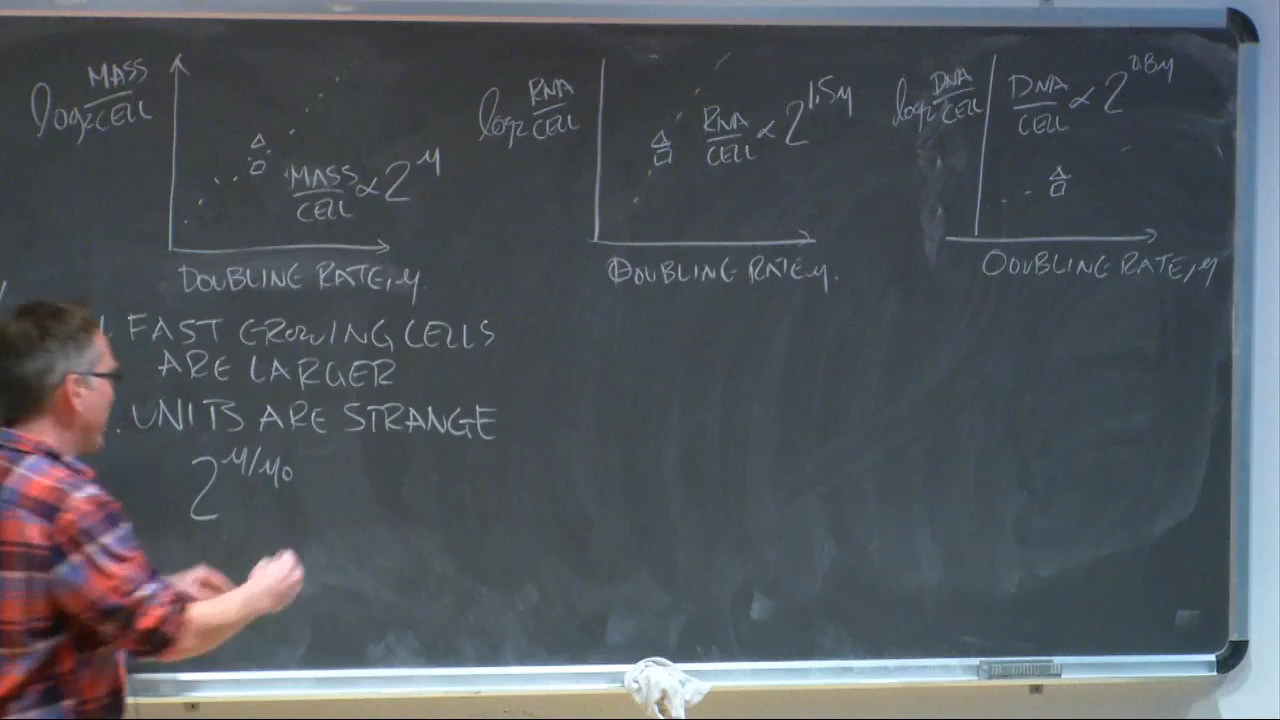 log₂ MASS/CELL
MASS/CELL ∝ 2^μ
DOUBLING RATE, μ
log₂ RNA/CELL
RNA/CELL ∝ 2^1.5μ
DOUBLING RATE μ.
log₂ DNA/CELL
DNA/CELL ∝ 2^0.8μ
DOUBLING RATE, μ
1. FAST GROWING CELLS
ARE LARGER
. UNITS ARE STRANGE
2^μ/μ₀